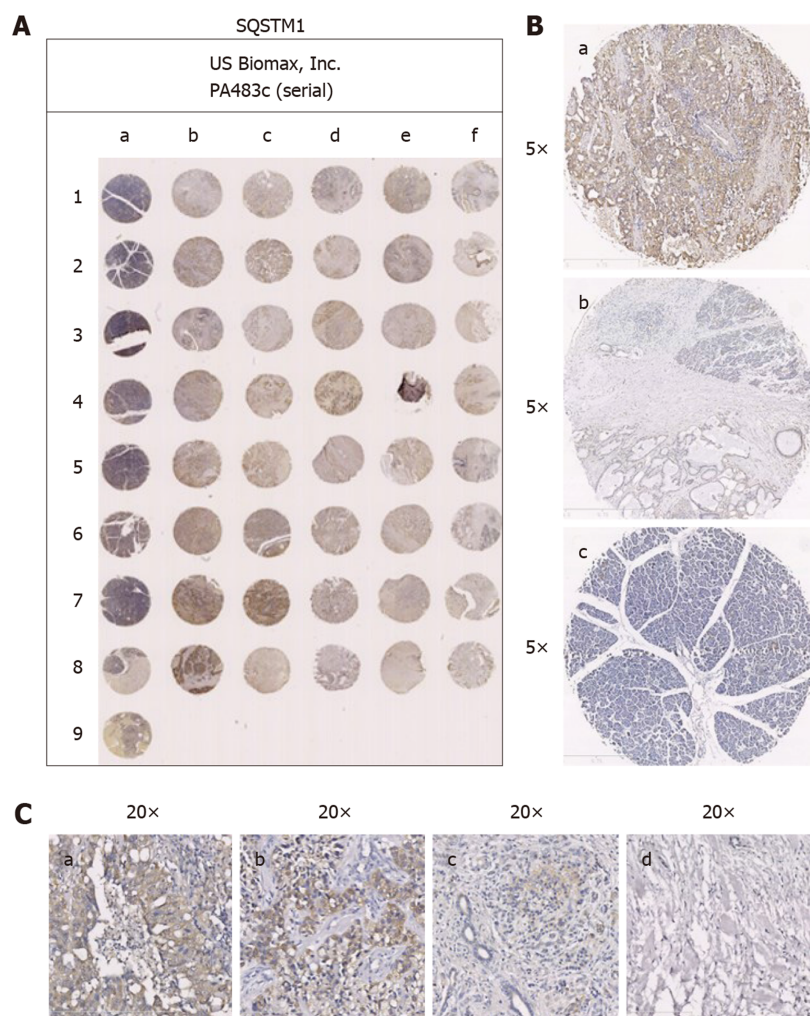 A
SQSTM1
US Biomax, Inc.
PA483c (serial)
a b c d e f
1
2
3
4
5
6
7
8
9
B
a
5×
b
5×
c
5×
C
20× 20× 20× 20×
a b c d